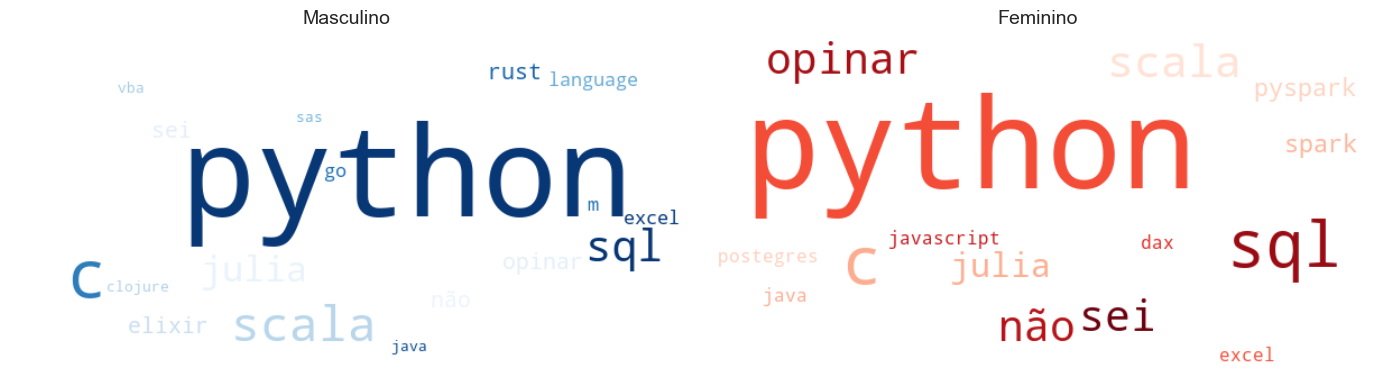 Masculino
vba
rust
language
sas
sei
python
go
m
excel
sql
c
clojure
julia
opinar
não
elixir
scala
java
Feminino
opinar
scala
pyspark
python
spark
sql
javascript
dax
postegres
c
julia
java
não
sei
excel